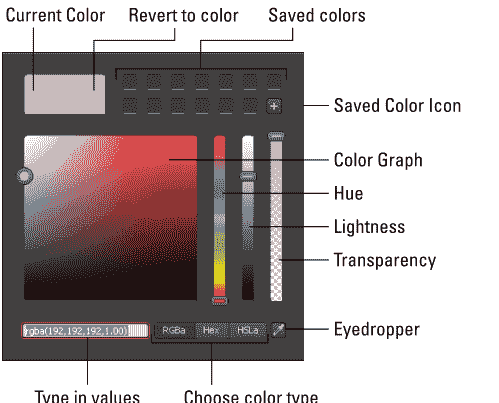 Current Color Revert to color Saved colors
Saved Color Icon
Color Graph
Hue
Lightness
Transparency
rgba(192,192,192,1.00) RGBa Hex HSLa Eyedropper
Type in values Choose color type